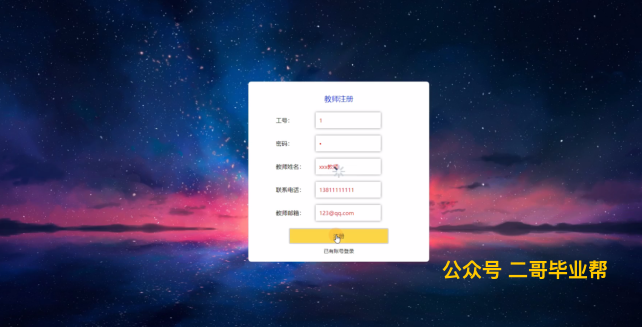 教师注册
工号： 1
密码：
教师姓名： xxx教师
联系电话： 13811111111
教师邮箱： 123@qq.com
注册
已有账号登录
公众号 二哥毕业帮